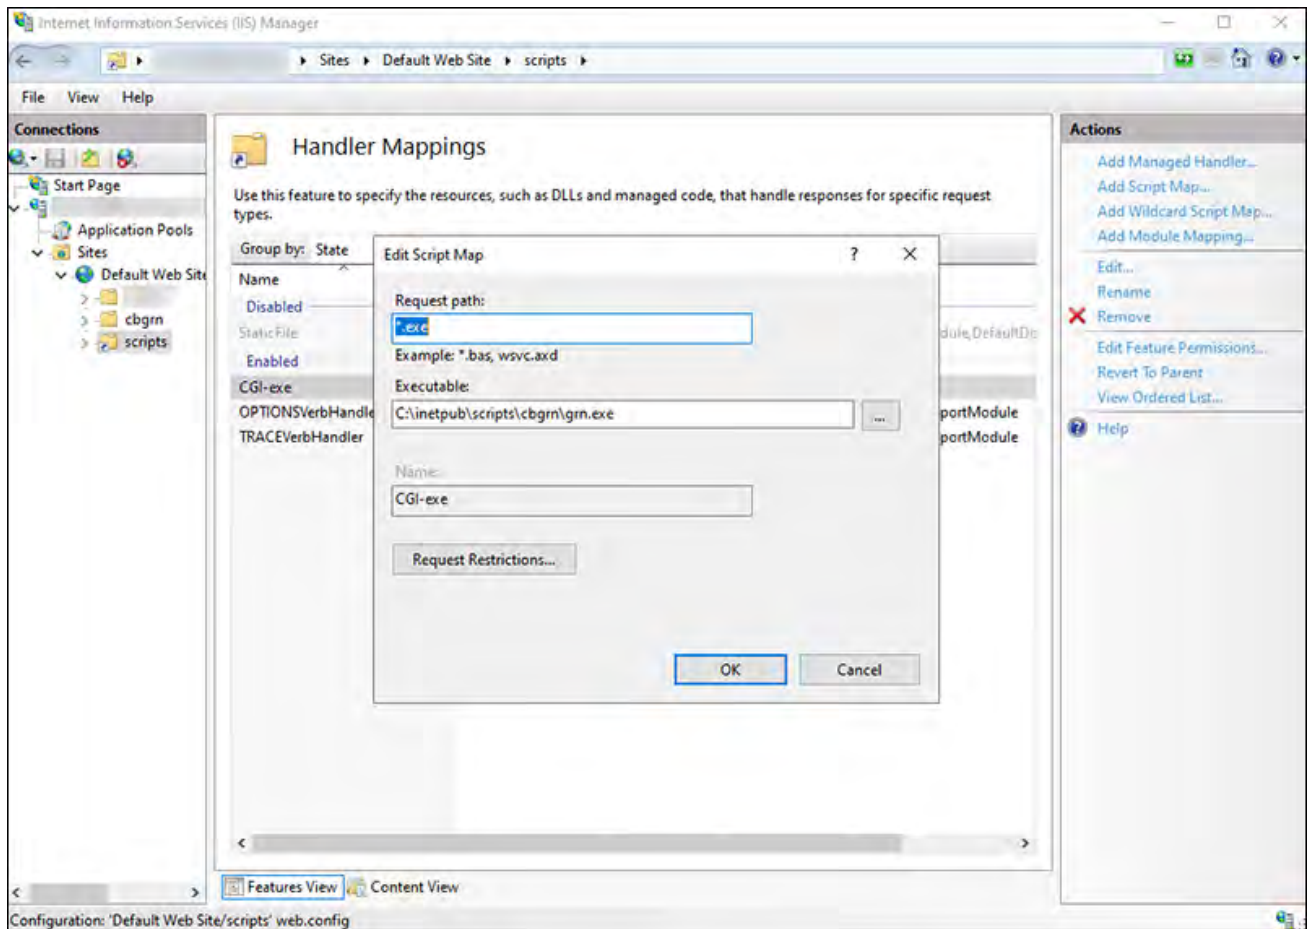 Internet Information Services (IIS) Manager
Sites Default Web Site scripts
File View Help
Connections
Start Page
Application Pools
Sites
Default Web Site
cbgrn
scripts
Handler Mappings
Use this feature to specify the resources, such as DLLs and managed code, that handle responses for specific request
types.
Group by: State
Name
Disabled
StaticFile
dule,DefaultDo
Enabled
CGI-exe
OPTIONSVerbHandle
portModule
TRACEVerbHandler
portModule
Edit Script Map
? X
Request path:
*.exe
Example: *.bas, wsvc.axd
Executable:
C:\inetpub\scripts\cbgrn\grn.exe
...
Name:
CGI-exe
Request Restrictions...
OK
Cancel
Actions
Add Managed Handler...
Add Script Map...
Add Wildcard Script Map...
Add Module Mapping...
Edit...
Rename
Remove
Edit Feature Permissions...
Revert To Parent
View Ordered List...
Help
Features View Content View
Configuration: 'Default Web Site/scripts' web.config